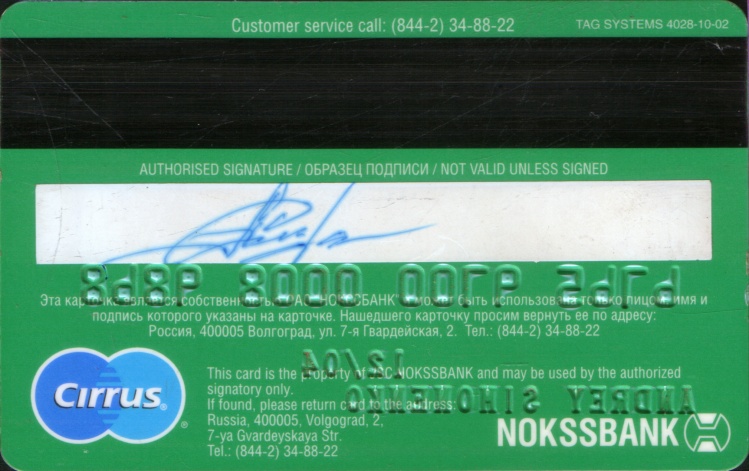 Customer service call: (844-2) 34-88-22
TAG SYSTEMS 4028-10-02
AUTHORISED SIGNATURE / ОБРАЗЕЦ ПОДПИСИ / NOT VALID UNLESS SIGNED
Эта карточка является собственностью "НОКССБАНК" и может быть использована только лицом, имя и
подпись которого указаны на карточке. Нашедшего карточку просим вернуть ее по адресу:
Россия, 400005 Волгоград, ул. 7-я Гвардейская, 2. Тел.: (844-2) 34-88-22
12/04
This card is the property of JSC NOKSSBANK and may be used by the authorized
signatory only.
If found, please return card to the address:
Russia, 400005, Volgograd, 2,
7-ya Gvardeyskaya Str.
Tel.: (844-2) 34-88-22
Cirrus®
ANDREY
NOKSSBANK